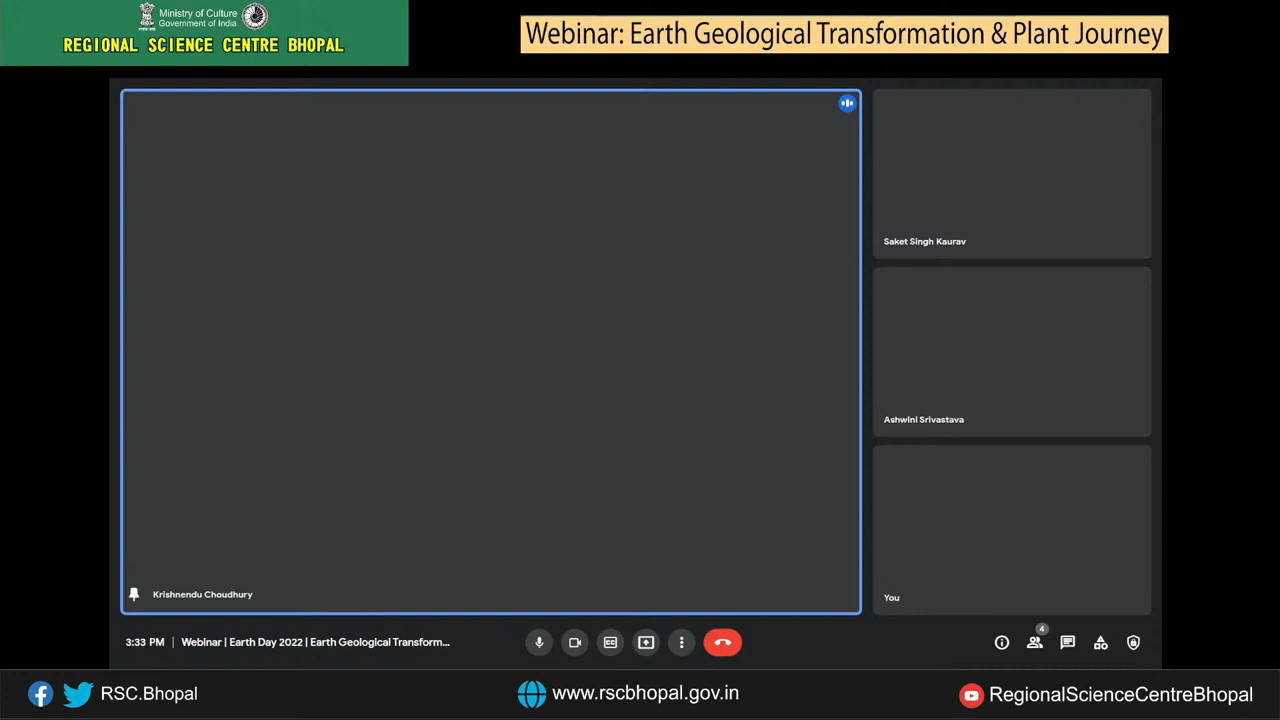 Ministry of Culture
Government of India
REGIONAL SCIENCE CENTRE BHOPAL
Webinar: Earth Geological Transformation & Plant Journey
Saket Singh Kaurav
Ashwini Srivastava
Krishnendu Choudhury
You
3:33 PM | Webinar | Earth Day 2022 | Earth Geological Transform...
CC
4
RSC.Bhopal
www.rscbhopal.gov.in
RegionalScienceCentreBhopal